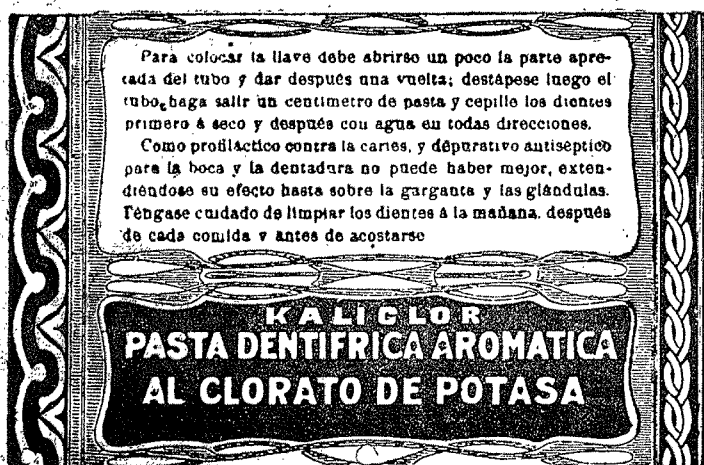 Para colocar la llave debe abrirse un poco la parte apre-
tada del tubo y dar después una vuelta; destápese luego el
tubo, haga salir un centímetro de pasta y cepille los dientes
primero á seco y después con agua en todas direcciones.
Como profiláctico contra la caries, y dépurativo antiséptico
para la boca y la dentadura no puede haber mejor, exten-
diéndose su efecto hasta sobre la garganta y las glándulas.
Téngase cuidado de limpiar los dientes á la mañana, después
de cada comida y antes de acostarse
KALICLOR
PASTA DENTIFRICA AROMATICA
AL CLORATO DE POTASA